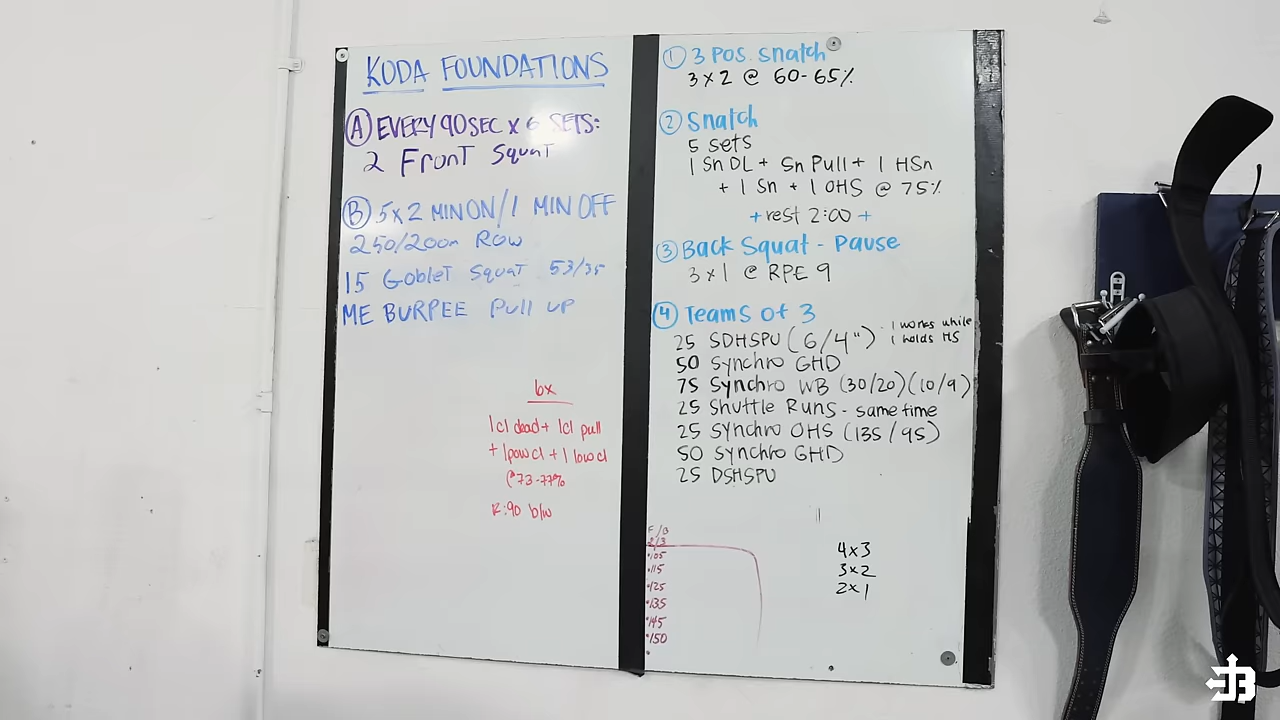 KODA FOUNDATIONS
A EVERY 90SEC X 6 SETS:
2 Front Squat
B 5x2 MIN ON/1 MIN OFF
250/200m Row
15 Goblet Squat 53/35
ME BURPEE Pull up
6x
1 cl dead + 1 cl pull
+ 1 pow cl + 1 low cl
@ 73-77%
R:90 b/w
1 3 Pos. Snatch
3x2 @ 60-65%
2 Snatch
5 sets
1 Sn DL + Sn Pull + 1 HSn
+ 1 Sn + 1 OHS @ 75%
+ rest 2:00 +
3 Back Squat - Pause
3x1 @ RPE 9
4 Teams of 3
25 SDHSPU (6/4") 1 works while
1 holds HS
50 Synchro GHD
75 Synchro WB (30/20)(10/9)
25 Shuttle Runs - same time
25 Synchro OHS (135/95)
50 Synchro GHD
25 DSHSPU
F/B
•105
•115
•125
•135
•145
•150
4x3
3x2
2x1